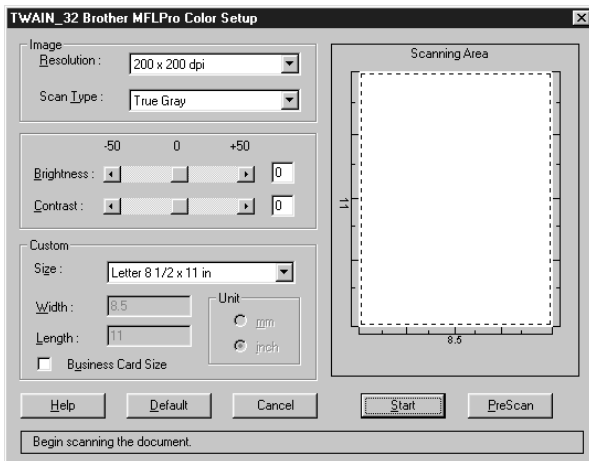 TWAIN_32 Brother MFLPro Color Setup
Image
Resolution : 200 x 200 dpi
Scan Type : True Gray
-50 0 +50
Brightness : 0
Contrast : 0
Custom
Size : Letter 8 1/2 x 11 in
Width : 8.5
Length : 11
Unit
mm
inch
Business Card Size
Scanning Area
11
8.5
Help Default Cancel Start PreScan
Begin scanning the document.